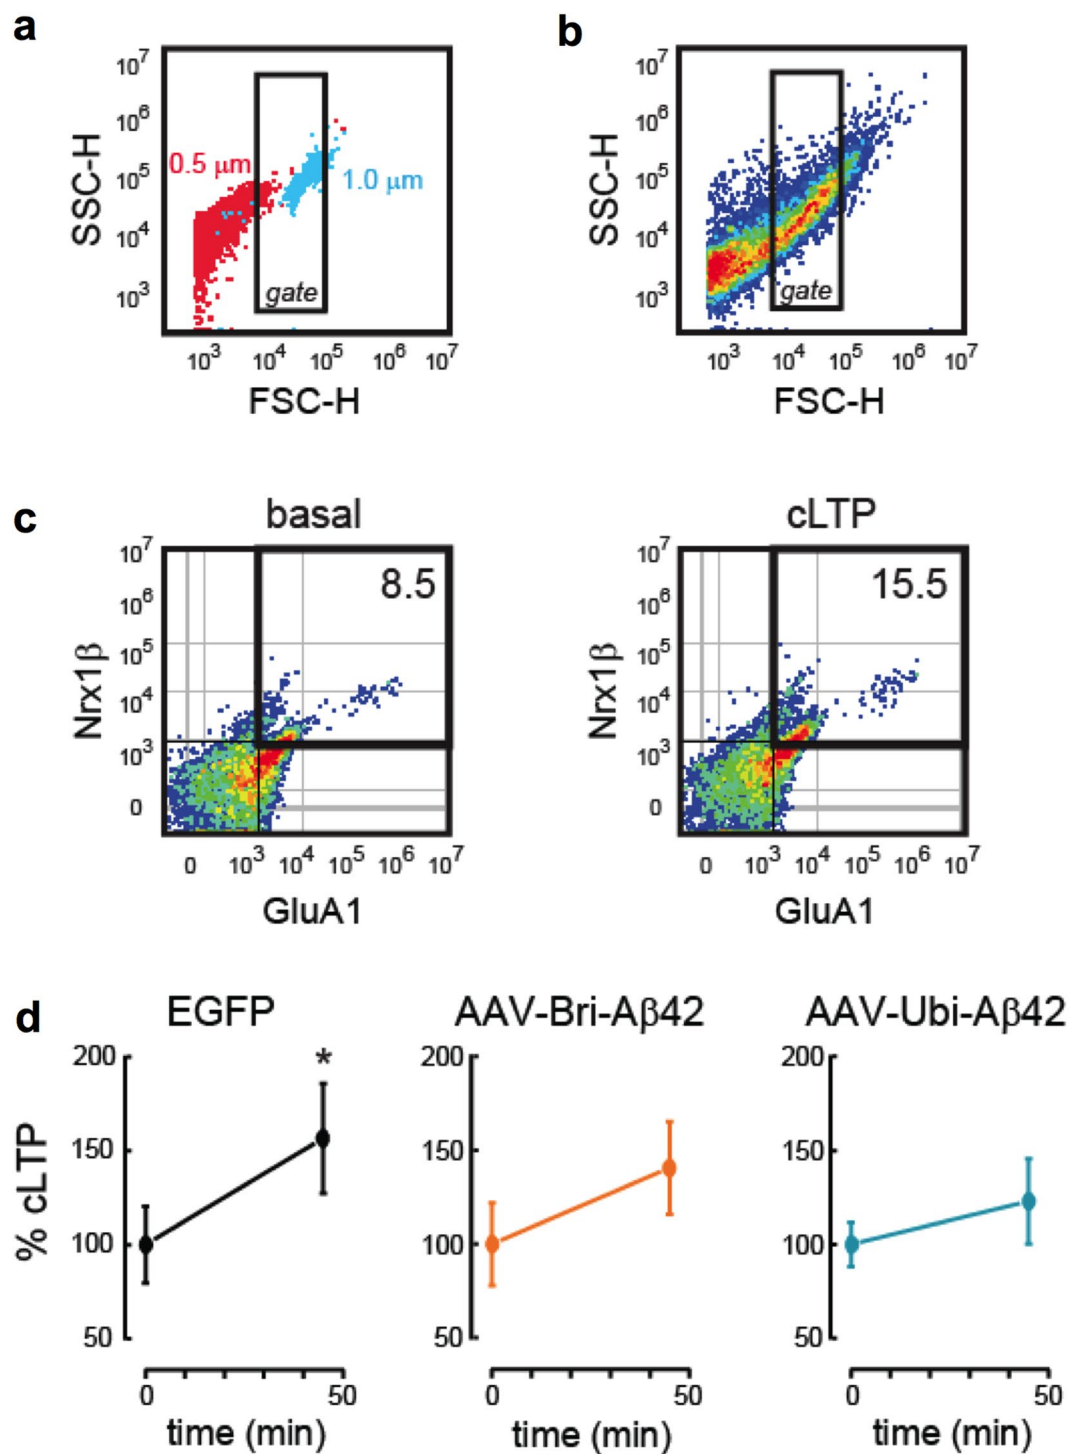 a
10⁷
10⁶
10⁵
10⁴
10³
SSC-H
0.5 μm
1.0 μm
gate
10³ 10⁴ 10⁵ 10⁶ 10⁷
FSC-H
b
10⁷
10⁶
10⁵
10⁴
10³
SSC-H
gate
10³ 10⁴ 10⁵ 10⁶ 10⁷
FSC-H
c
basal
10⁷
10⁶
10⁵
10⁴
10³
0
Nrx1β
8.5
0 10³ 10⁴ 10⁵ 10⁶ 10⁷
GluA1
cLTP
10⁷
10⁶
10⁵
10⁴
10³
0
Nrx1β
15.5
0 10³ 10⁴ 10⁵ 10⁶ 10⁷
GluA1
d
EGFP
% cLTP
200
150
100
50
*
0 50
time (min)
AAV-Bri-Aβ42
200
150
100
50
0 50
time (min)
AAV-Ubi-Aβ42
200
150
100
50
0 50
time (min)